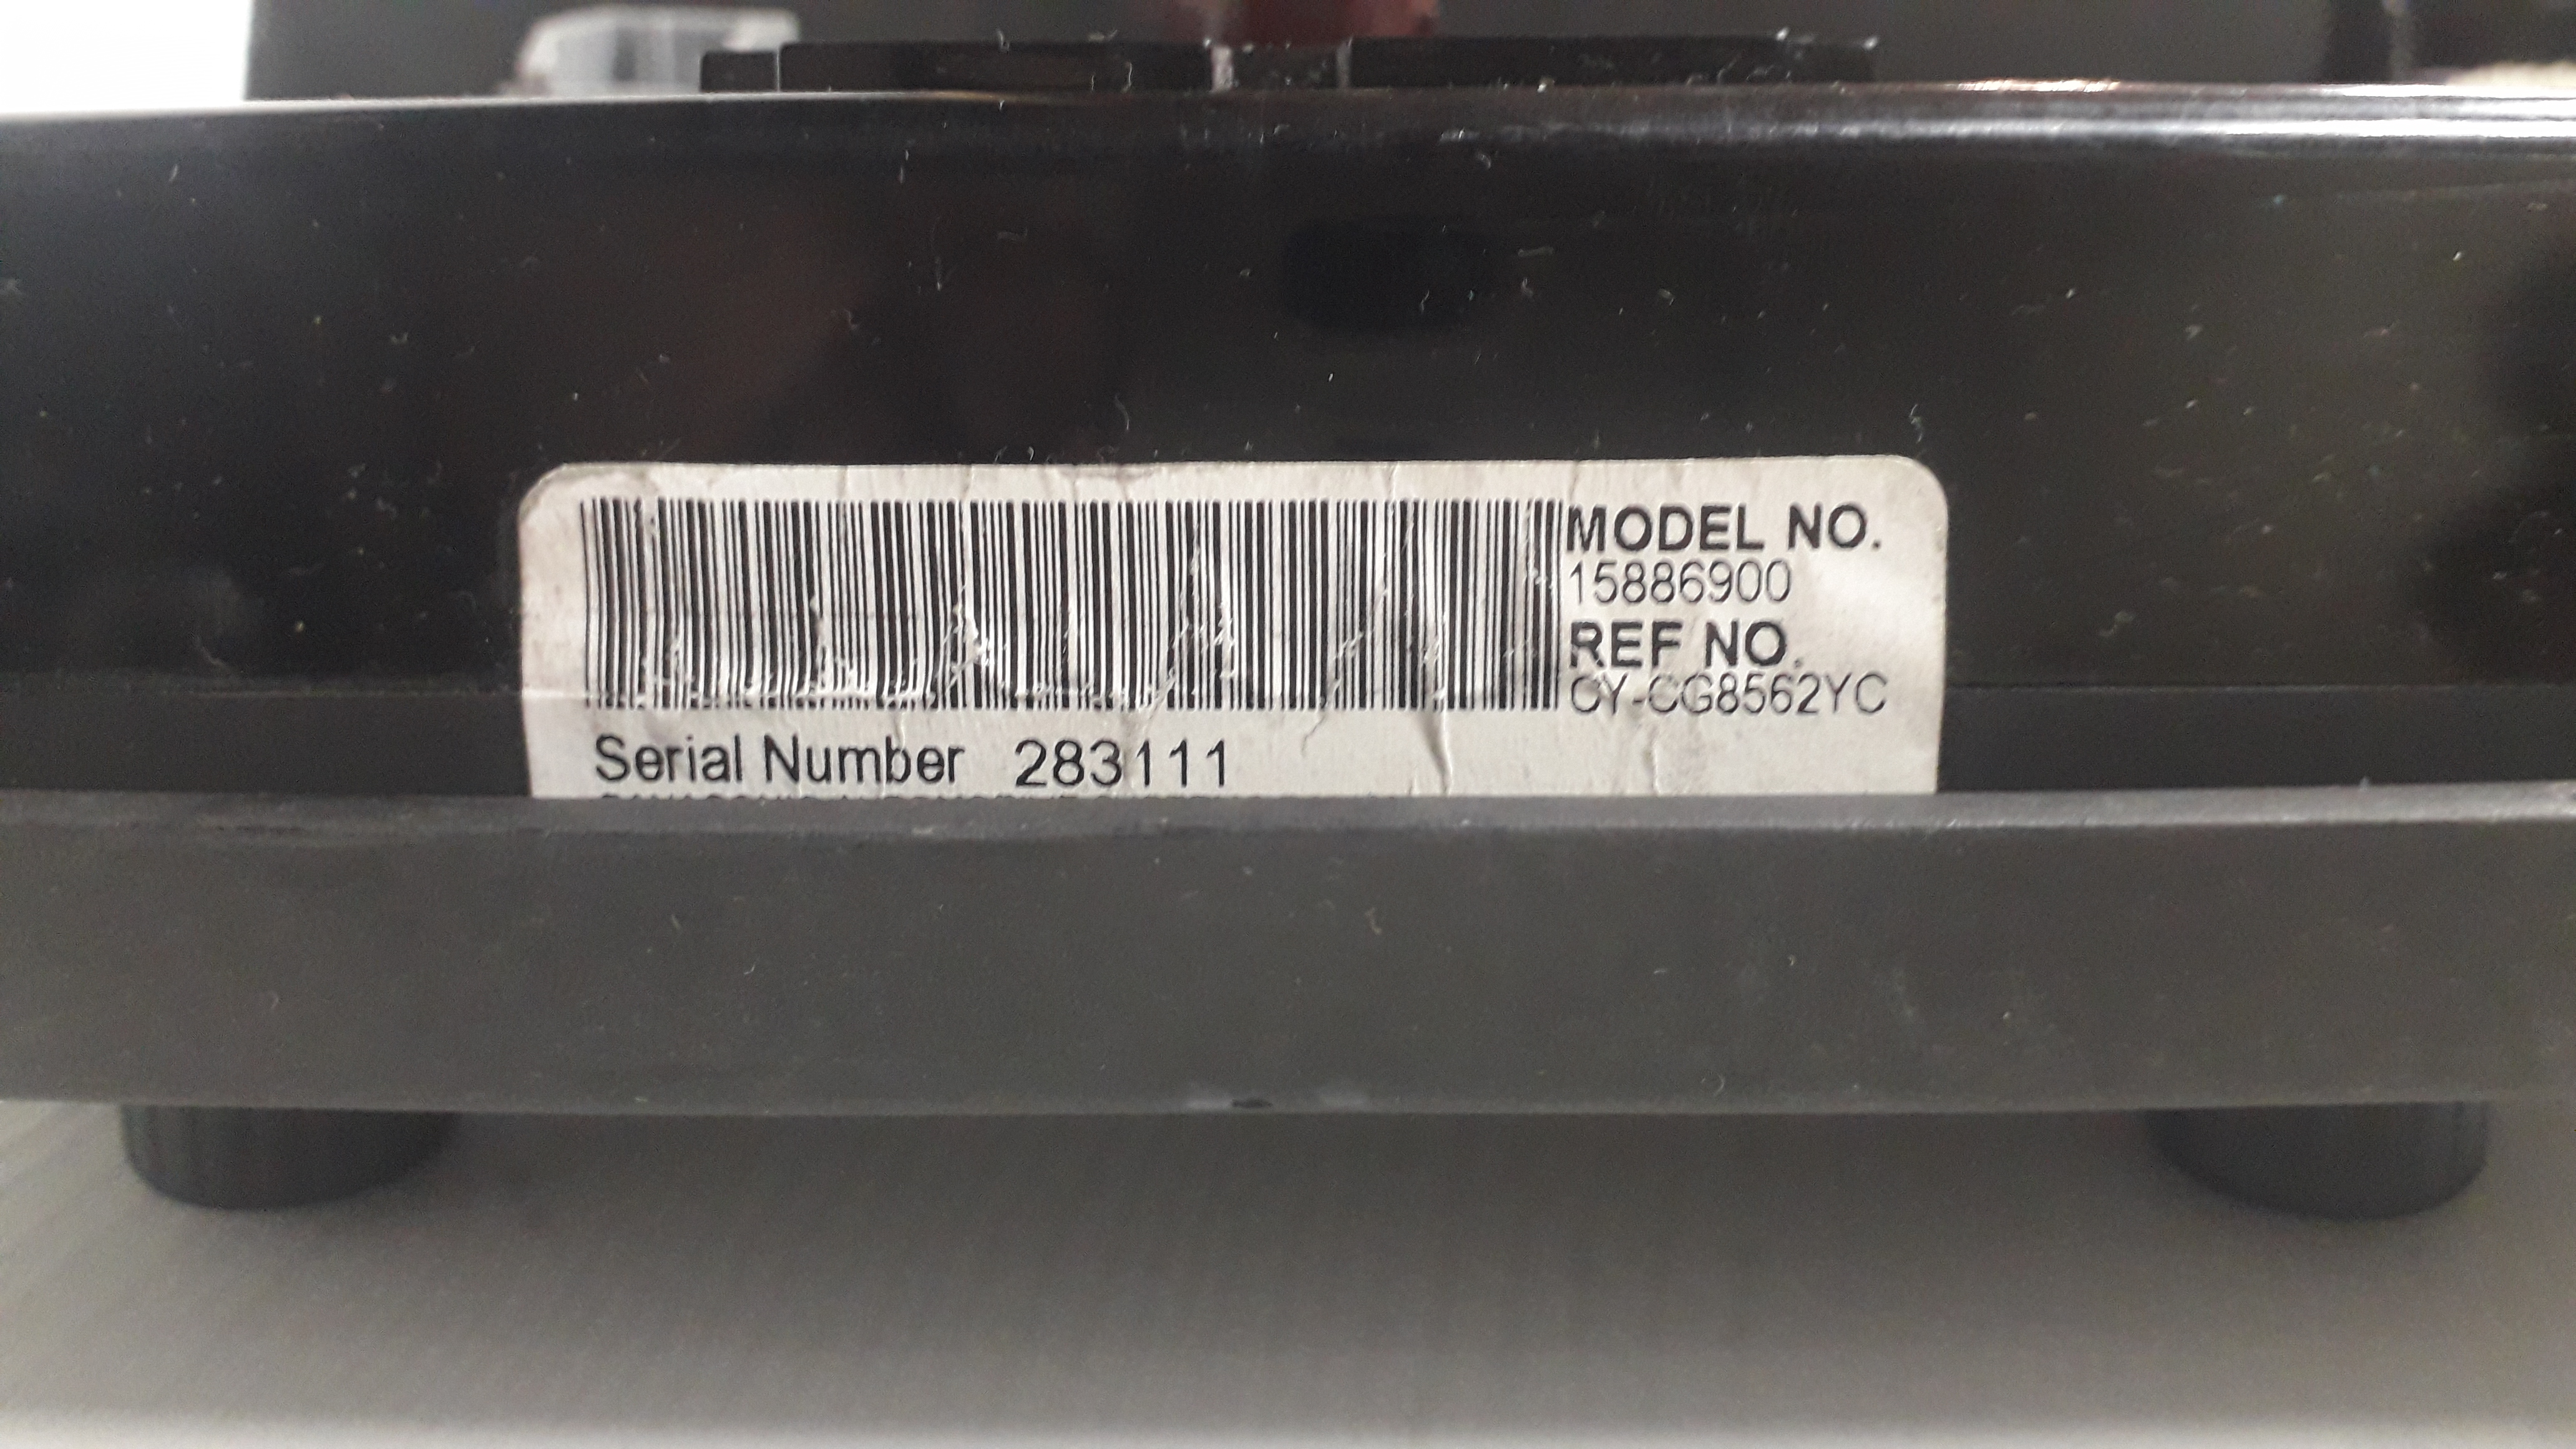 MODEL NO.
15886900
REF NO.
CY-CG8562YC
Serial Number 283111